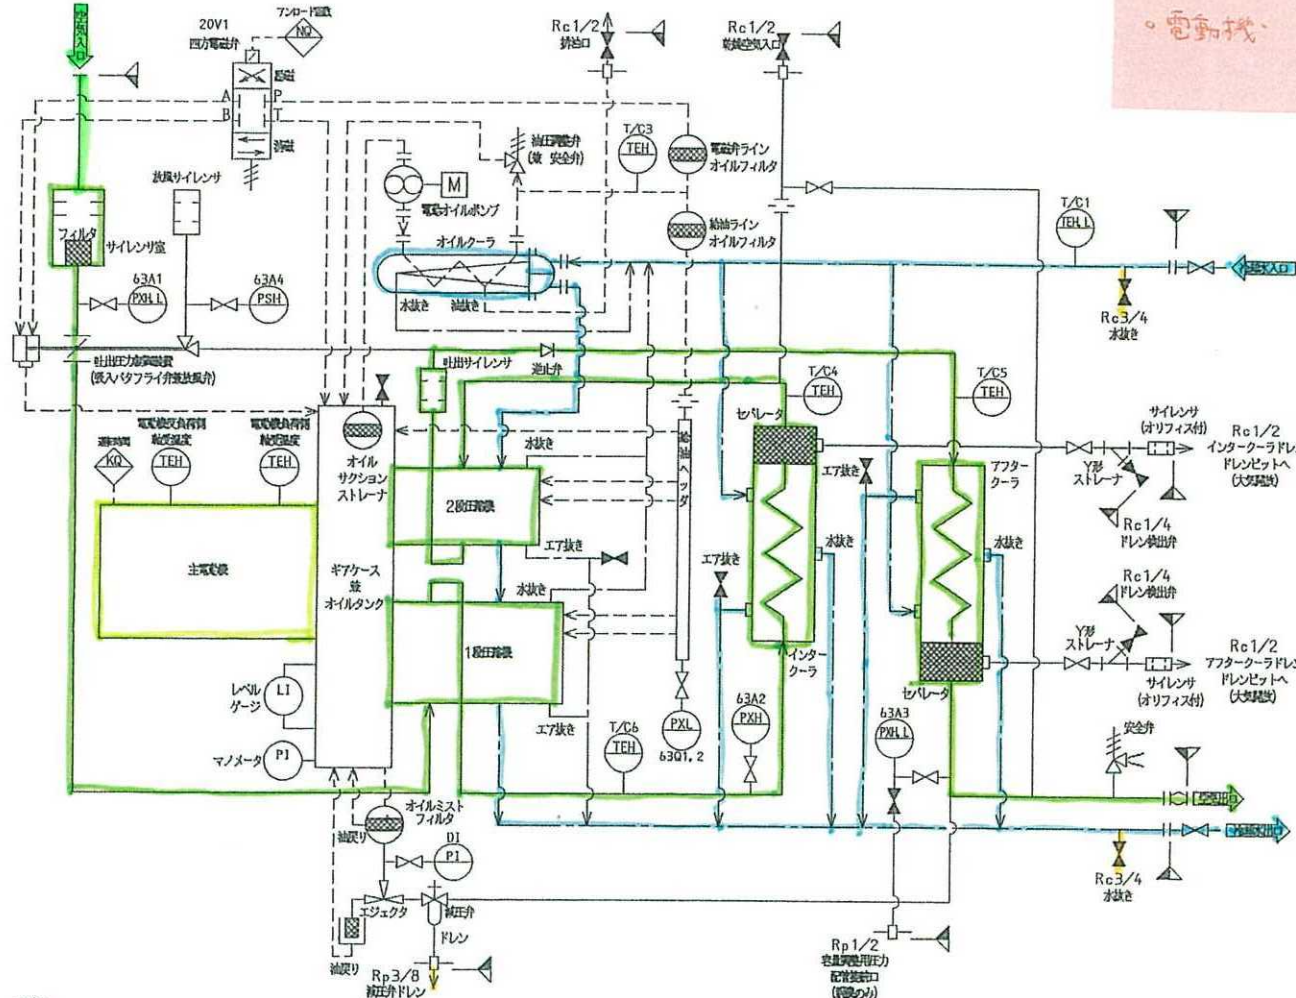 空気入口
20V1
四方電磁弁
アンロード回数
NQ
励磁
消磁
A
P
B
T
Rc1/2
排油口
Rc1/2
乾燥空気入口
。電動機.
フィルタ
サイレンサ室
放風サイレンサ
63A1
PXH, L
63A4
PSH
M
電動オイルポンプ
油圧調整弁
(兼 安全弁)
T/C3
TEH
電磁弁ライン
オイルフィルタ
給油ライン
オイルフィルタ
オイルクーラ
水抜き
油抜き
T/C1
TEH, L
冷却水入口
Rc3/4
水抜き
吐出圧力制御装置
(吸入バタフライ弁兼放風弁)
吐出サイレンサ
逆止弁
T/C4
TEH
T/C5
TEH
運転時間
KQ
電動機反負荷側
軸受温度
TEH
電動機負荷側
軸受温度
TEH
オイル
サクション
ストレーナ
水抜き
給油ヘッダ
セパレータ
エア抜き
アフター
クーラ
Y形
ストレーナ
サイレンサ
(オリフィス付)
Rc1/2
インタークーラドレン
ドレンピットへ
(大気開放)
Rc1/4
ドレン検出弁
2段圧縮機
エア抜き
水抜き
エア抜き
水抜き
水抜き
主電動機
ギアケース
兼
オイルタンク
1段圧縮機
エア抜き
インター
クーラ
Rc1/4
ドレン検出弁
Y形
ストレーナ
サイレンサ
(オリフィス付)
Rc1/2
アフタークーラドレン
ドレンピットへ
(大気開放)
セパレータ
レベル
ゲージ
LI
マノメータ
PI
T/C6
TEH
PXL
63Q1, 2
63A2
PXH
63A3
PXH, L
安全弁
空気出口
冷却水出口
Rc3/4
水抜き
オイルミスト
フィルタ
油戻り
DI
PI
エジェクタ
減圧弁
ドレン
油戻り
Rp3/8
減圧弁ドレン
Rp1/2
容量調整用圧力
配管接続口